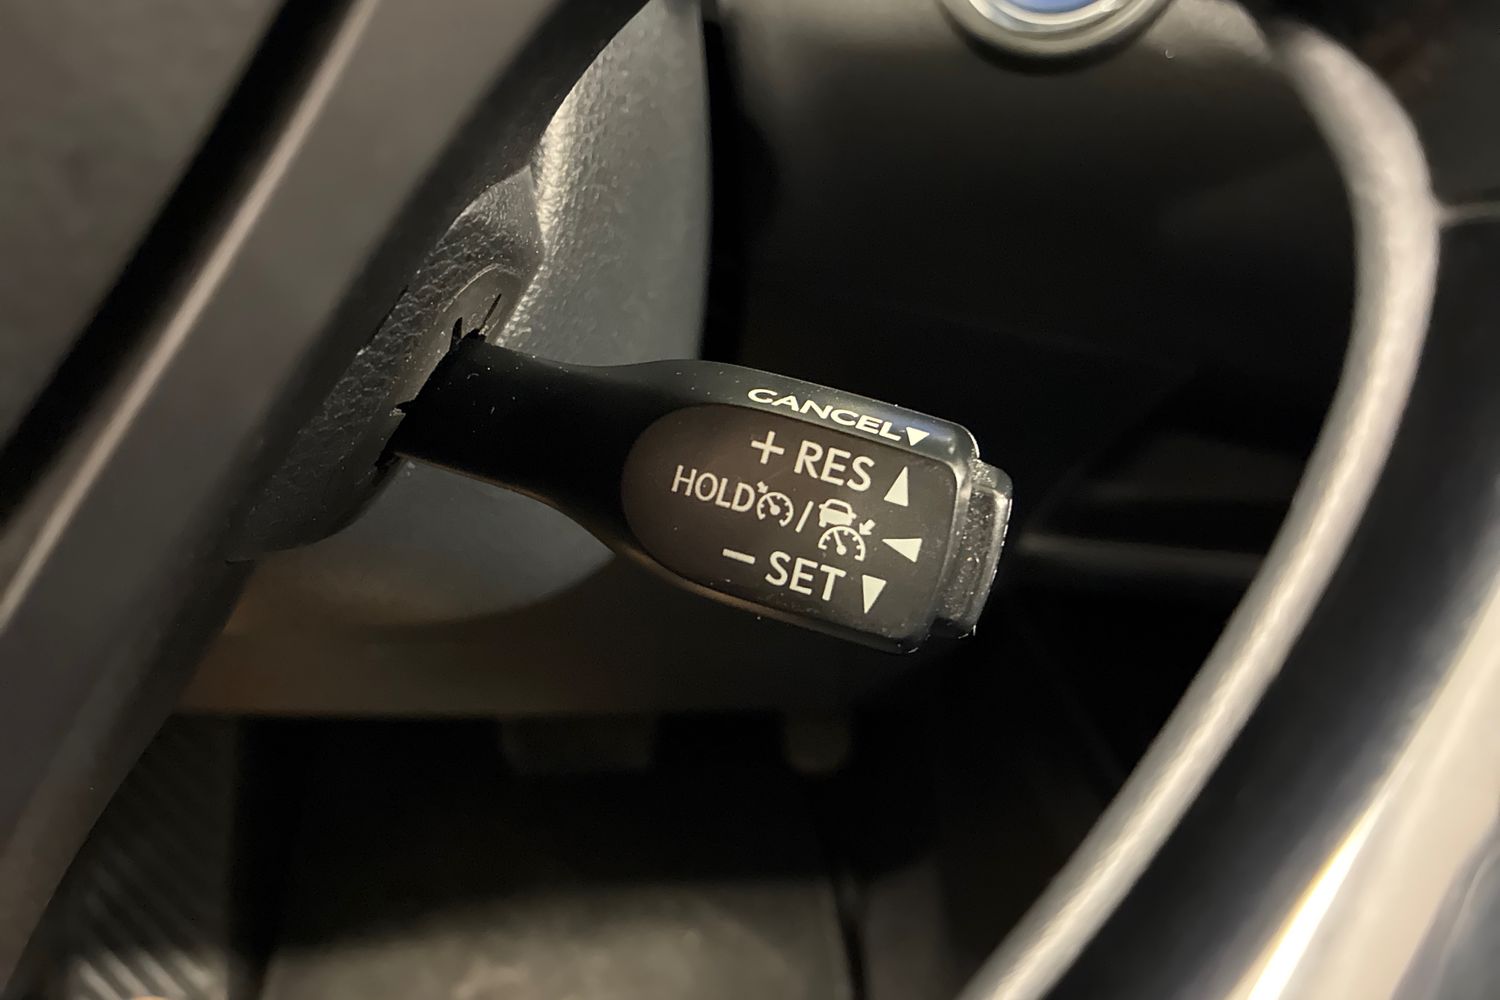 CANCEL▼
+ RES ▲
HOLD /
− SET ▼